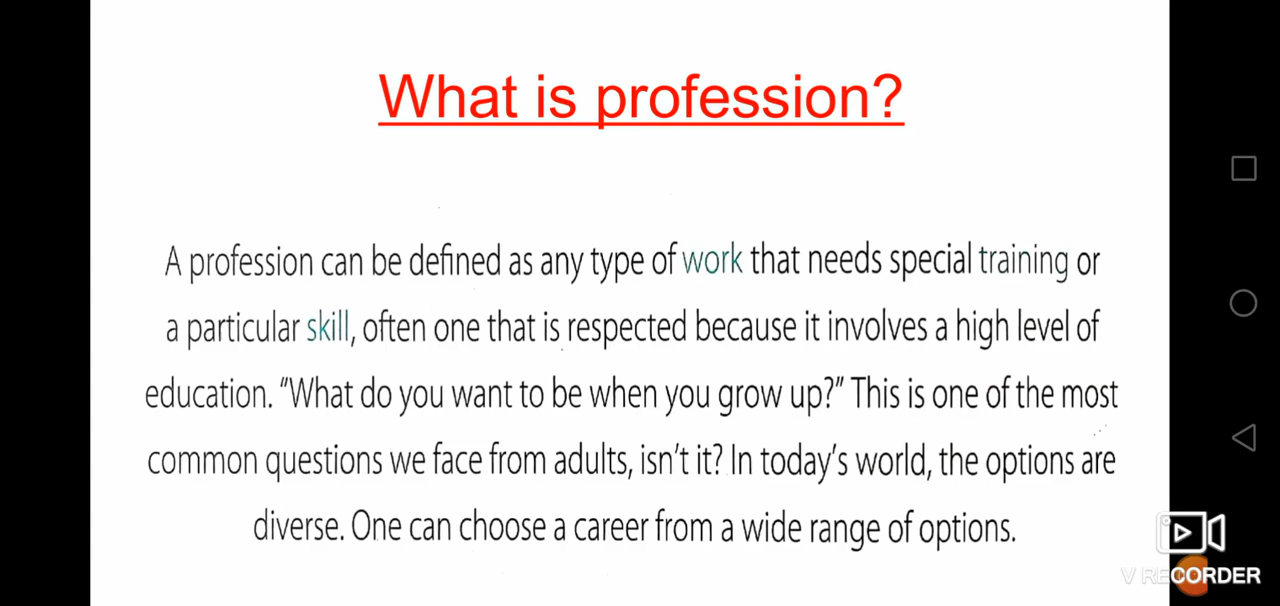 What is profession?
A profession can be defined as any type of work that needs special training or
a particular skill, often one that is respected because it involves a high level of
education. “What do you want to be when you grow up?” This is one of the most
common questions we face from adults, isn’t it? In today’s world, the options are
diverse. One can choose a career from a wide range of options.
V RECORDER